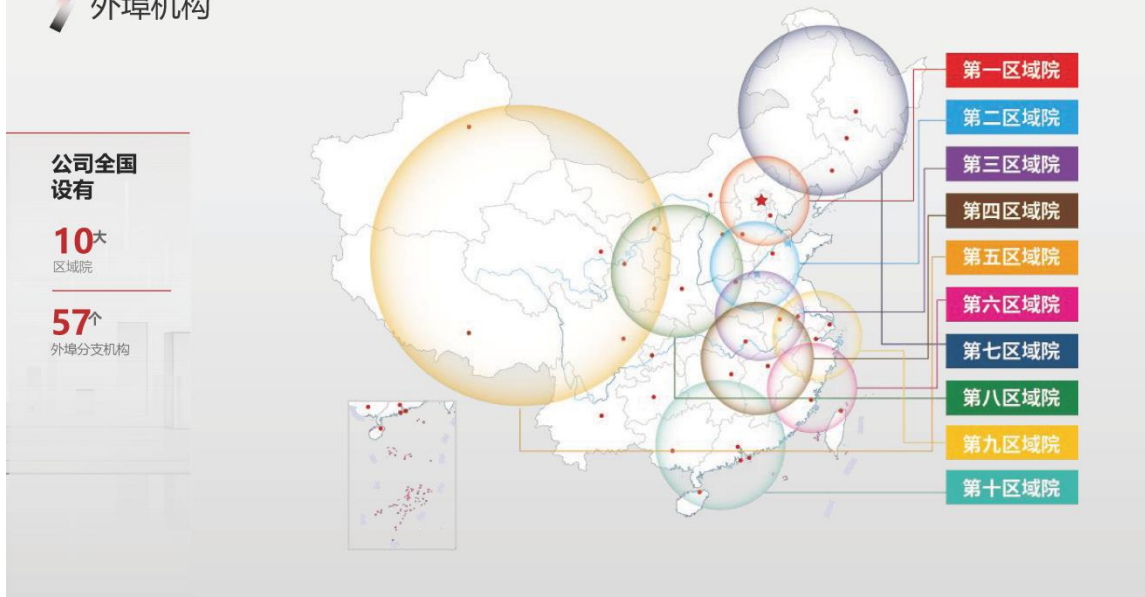 外埠机构
公司全国
设有
10大
区域院
57个
外埠分支机构
第一区域院
第二区域院
第三区域院
第四区域院
第五区域院
第六区域院
第七区域院
第八区域院
第九区域院
第十区域院